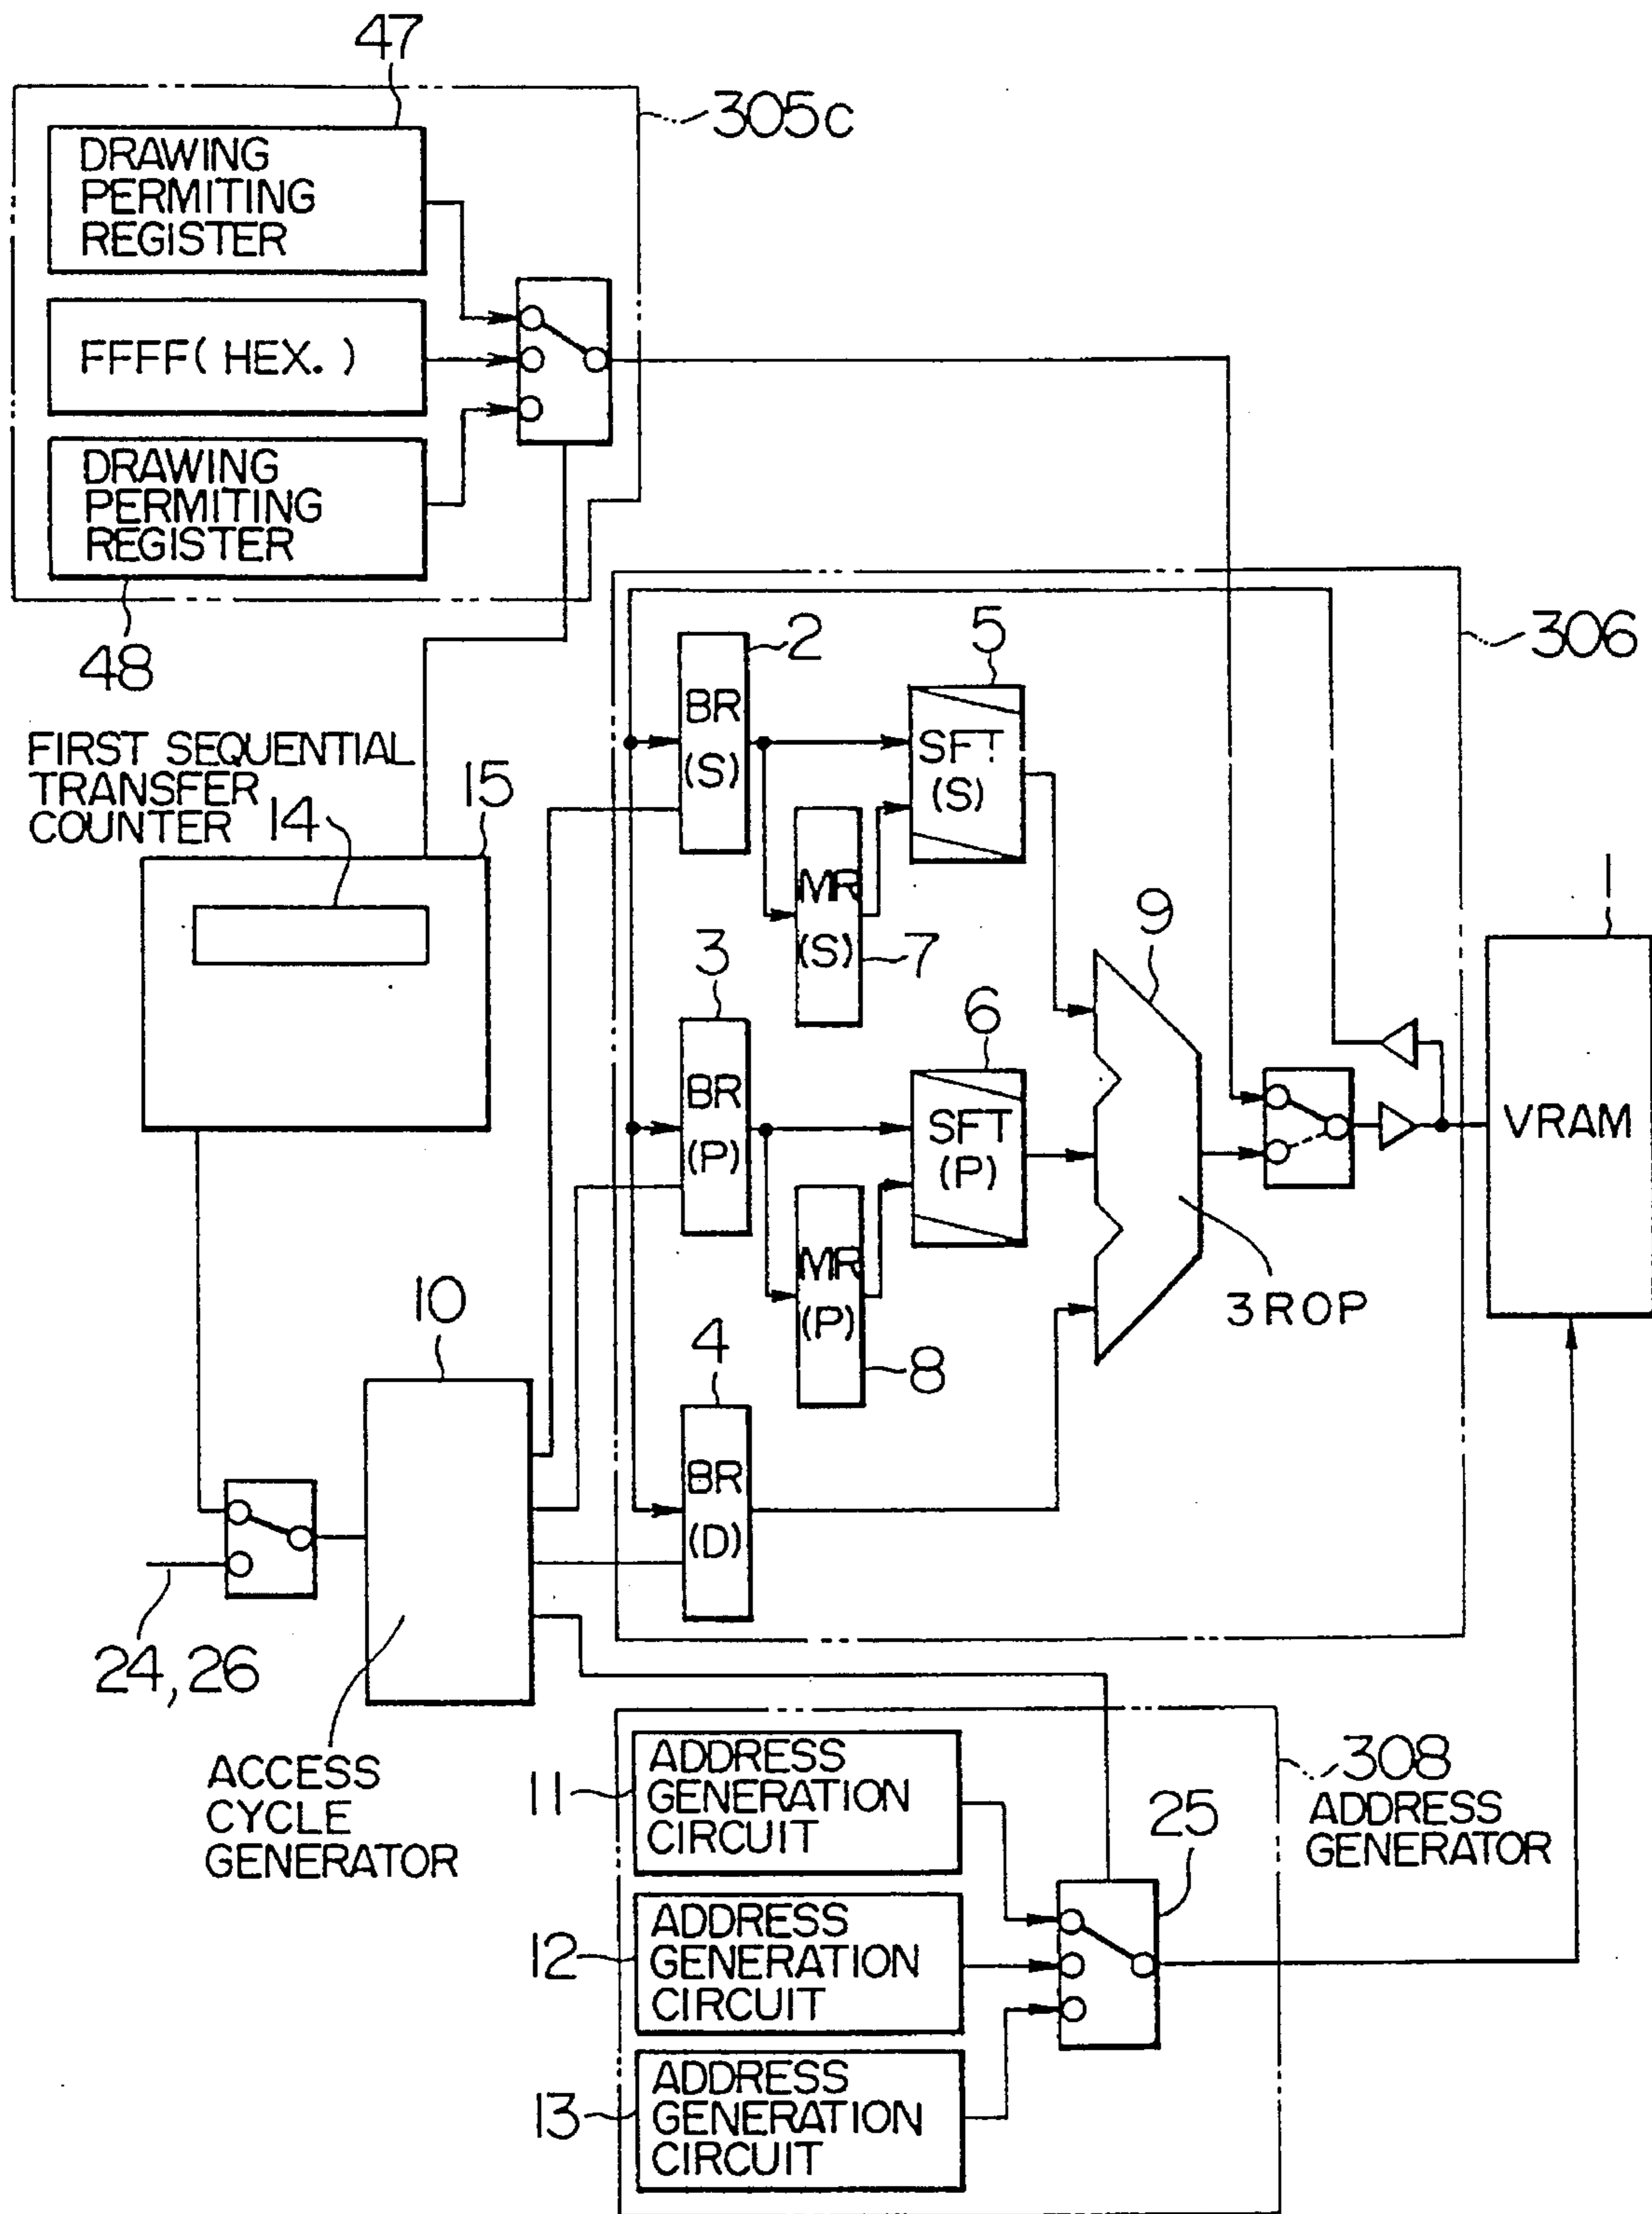 47
305c
DRAWING
PERMITING
REGISTER
FFFF( HEX. )
DRAWING
PERMITING
REGISTER
48
306
2
5
BR
(S)
SFT
(S)
FIRST SEQUENTIAL
TRANSFER
COUNTER
14
15
MR
(S)
7
9
1
3
6
BR
(P)
SFT
(P)
VRAM
MR
(P)
8
3 ROP
10
4
BR
(D)
24, 26
ACCESS
CYCLE
GENERATOR
308
ADDRESS
GENERATOR
11
ADDRESS
GENERATION
CIRCUIT
25
12
ADDRESS
GENERATION
CIRCUIT
13
ADDRESS
GENERATION
CIRCUIT